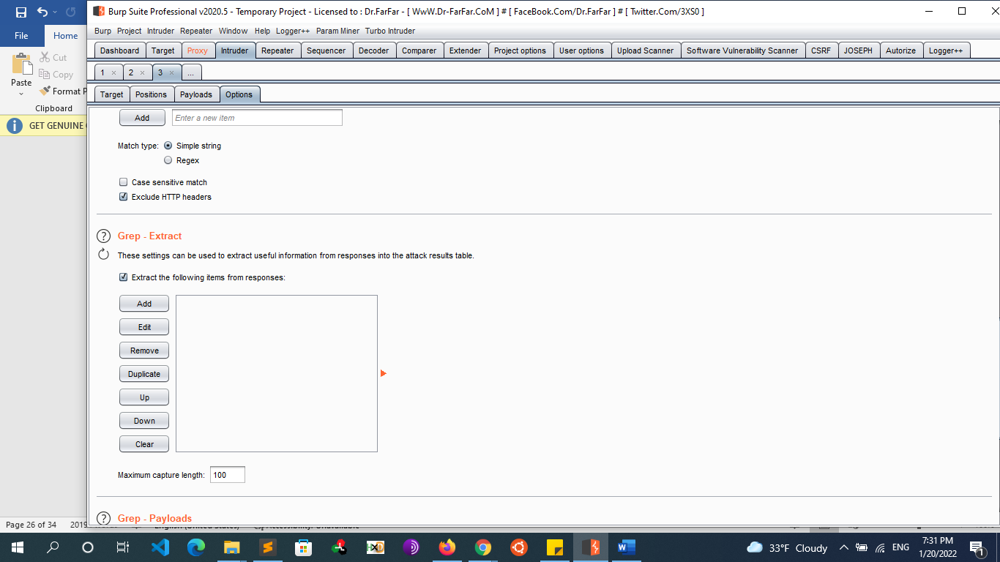 Burp Suite Professional v2020.5 - Temporary Project - Licensed to : Dr.FarFar - [ WwW.Dr-FarFar.CoM ] # [ FaceBook.Com/Dr.FarFar ] # [ Twitter.Com/3XS0 ]
File Home
Burp Project Intruder Repeater Window Help Logger++ Param Miner Turbo Intruder
Dashboard Target Proxy Intruder Repeater Sequencer Decoder Comparer Extender Project options User options Upload Scanner Software Vulnerability Scanner CSRF JOSEPH Autorize Logger++
Cut
1 × 2 × 3 × ...
Copy
Paste
Format P
Target Positions Payloads Options
Clipboard
Add Enter a new item
GET GENUINE
Match type: Simple string
Regex
Case sensitive match
Exclude HTTP headers
Grep - Extract
These settings can be used to extract useful information from responses into the attack results table.
Extract the following items from responses:
Add
Edit
Remove
Duplicate
Up
Down
Clear
Maximum capture length: 100
Grep - Payloads
Page 26 of 34 2019 English (United States) Accessibility: Unavailable
33°F Cloudy ENG 7:31 PM
1/20/2022 1